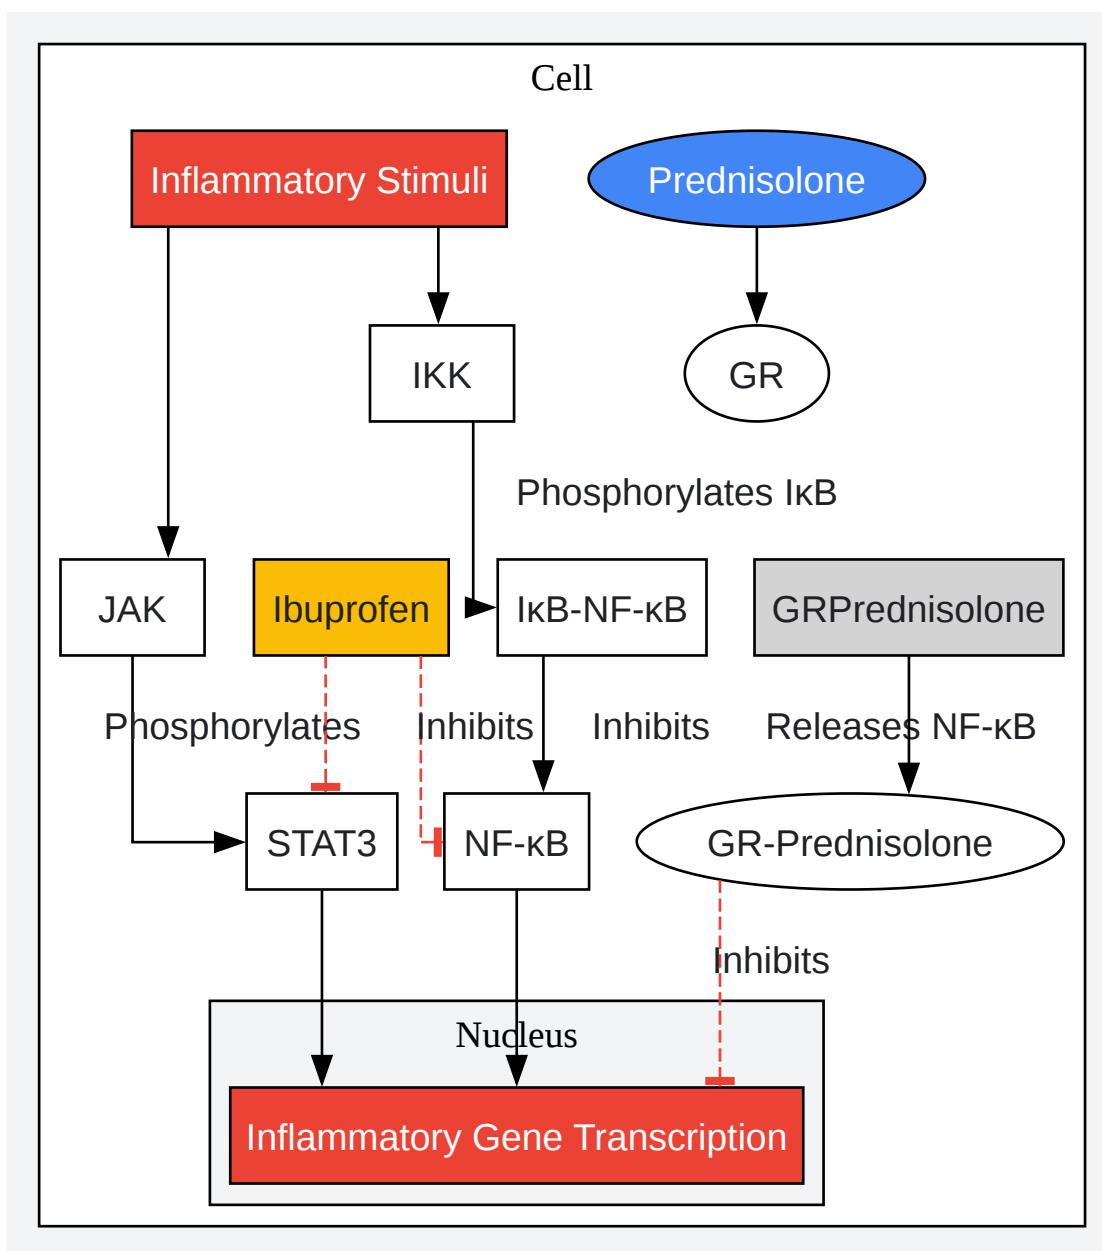 Cell
Inflammatory Stimuli
Prednisolone
IKK
GR
Phosphorylates IκB
JAK
Ibuprofen
IκB-NF-κB
GRPrednisolone
Phosphorylates
Inhibits
Inhibits
Releases NF-κB
STAT3
NF-κB
GR-Prednisolone
Inhibits
Nucleus
Inflammatory Gene Transcription